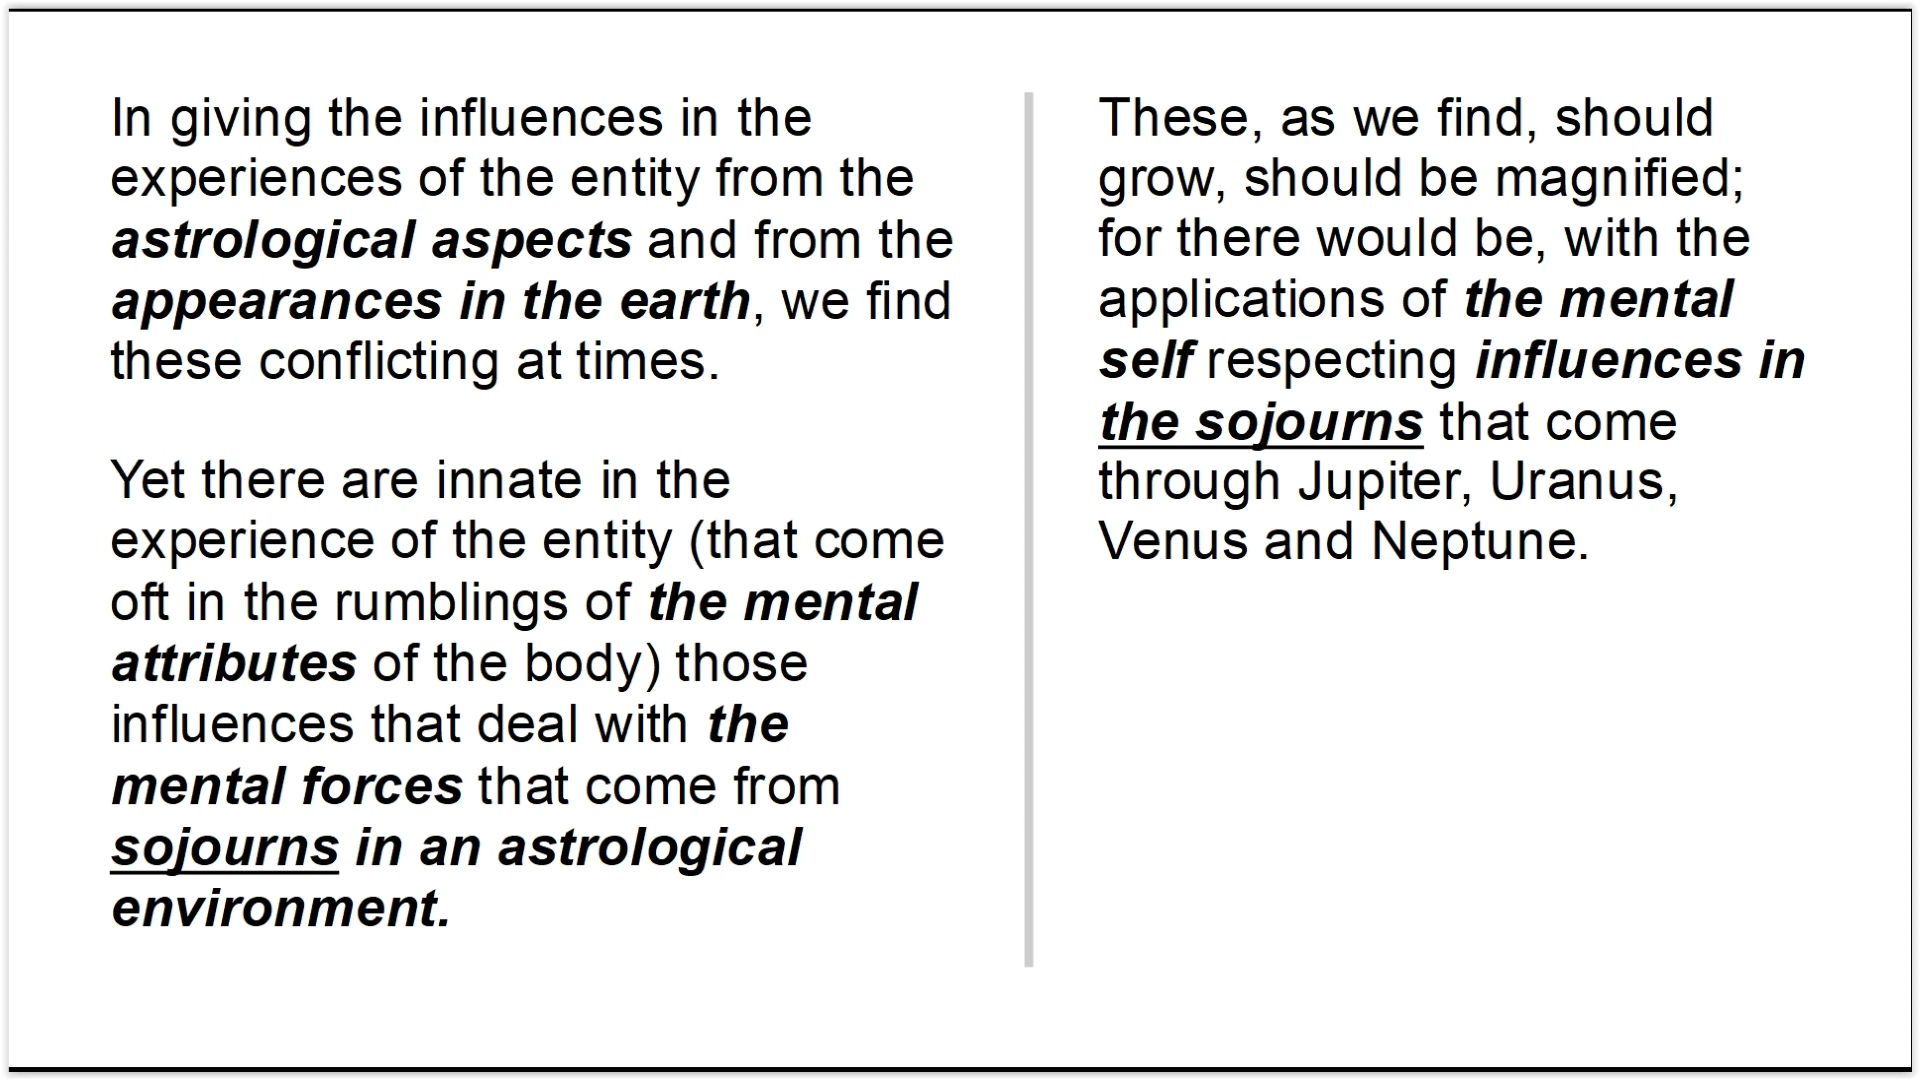 In giving the influences in the
experiences of the entity from the
astrological aspects and from the
appearances in the earth, we find
these conflicting at times.
Yet there are innate in the
experience of the entity (that come
oft in the rumblings of the mental
attributes of the body) those
influences that deal with the
mental forces that come from
sojourns in an astrological
environment.
These, as we find, should
grow, should be magnified;
for there would be, with the
applications of the mental
self respecting influences in
the sojourns that come
through Jupiter, Uranus,
Venus and Neptune.